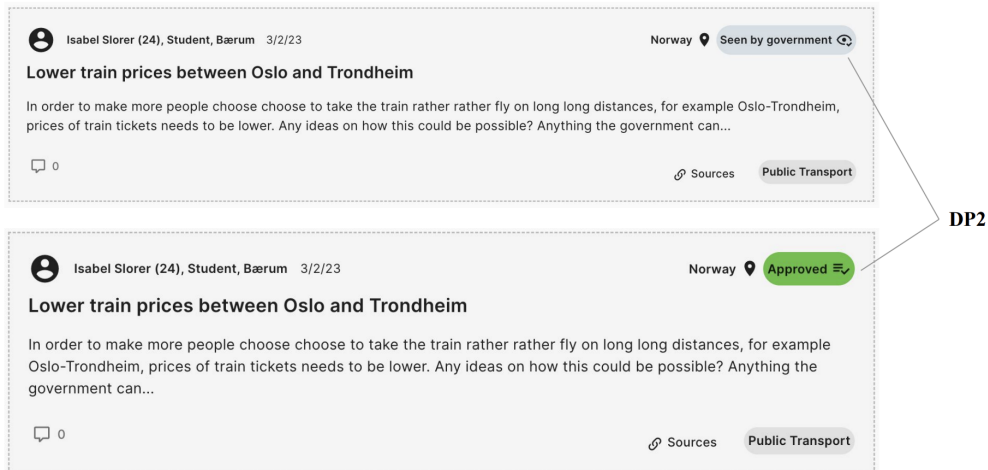 Isabel Slorer (24), Student, Bærum 3/2/23 Norway Seen by government
Lower train prices between Oslo and Trondheim
In order to make more people choose choose to take the train rather rather fly on long long distances, for example Oslo-Trondheim,
prices of train tickets needs to be lower. Any ideas on how this could be possible? Anything the government can...
0 Sources Public Transport
DP2
Isabel Slorer (24), Student, Bærum 3/2/23 Norway Approved
Lower train prices between Oslo and Trondheim
In order to make more people choose choose to take the train rather rather fly on long long distances, for example
Oslo-Trondheim, prices of train tickets needs to be lower. Any ideas on how this could be possible? Anything the
government can...
0 Sources Public Transport